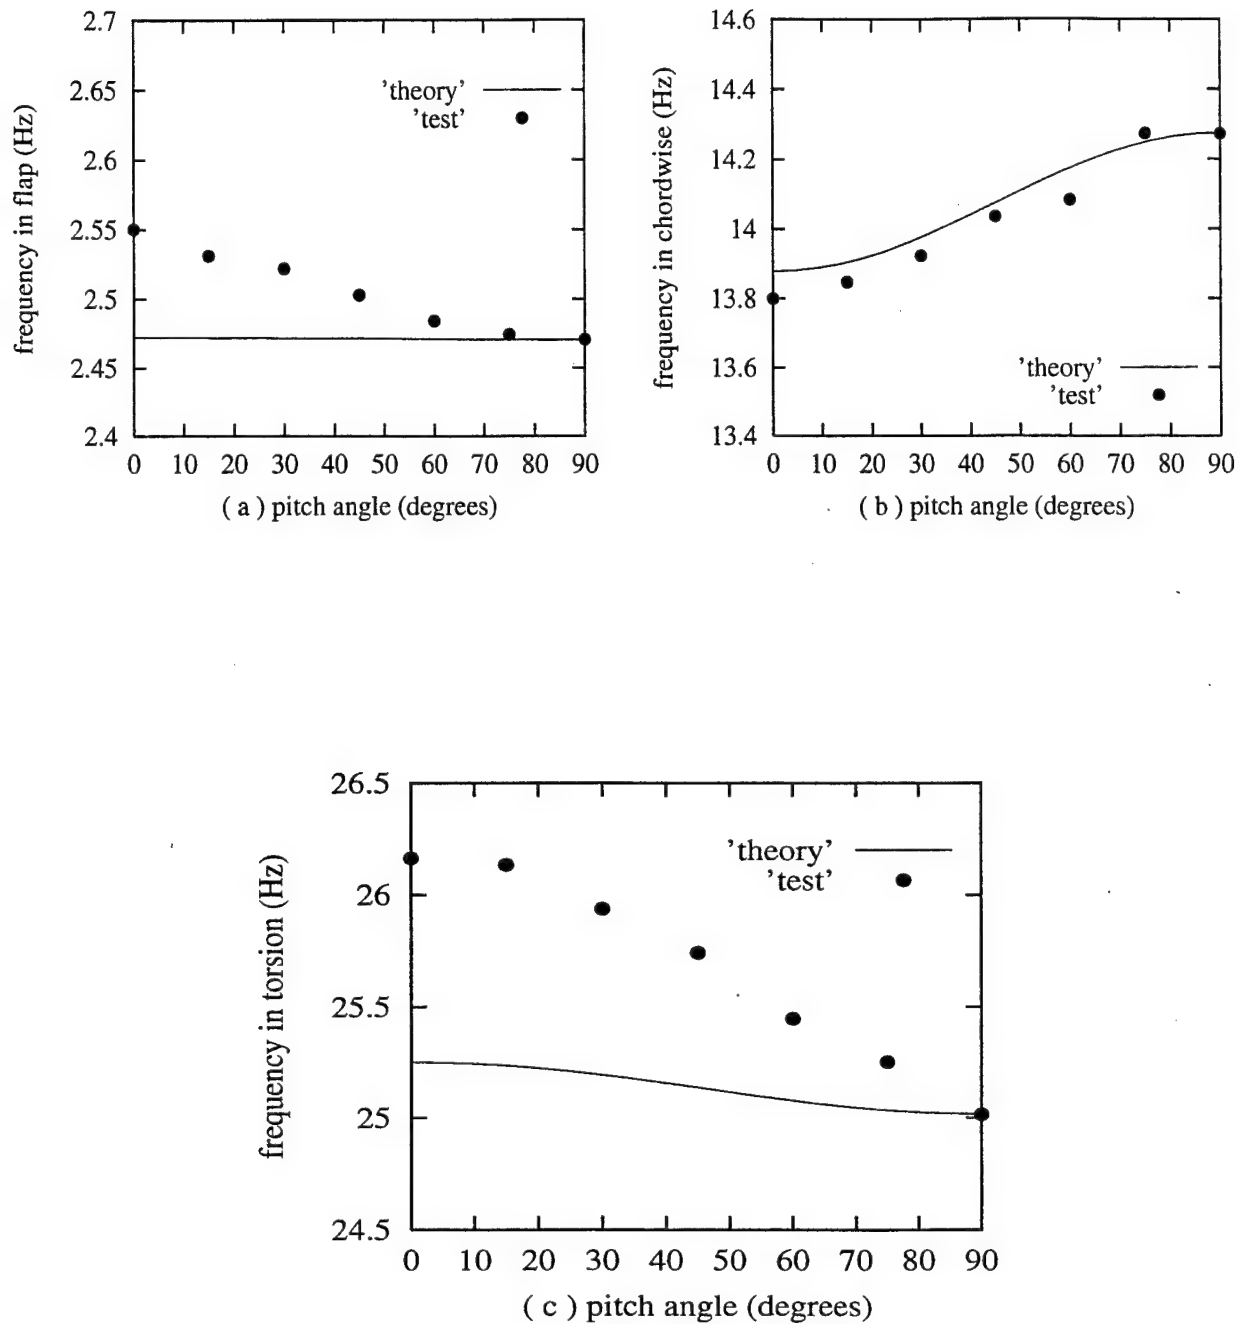 2.7
2.65
2.6
2.55
2.5
2.45
2.4
frequency in flap (Hz)
'theory'
'test'
0 10 20 30 40 50 60 70 80 90
( a ) pitch angle (degrees)
14.6
14.4
14.2
14
13.8
13.6
13.4
frequency in chordwise (Hz)
'theory'
'test'
0 10 20 30 40 50 60 70 80 90
( b ) pitch angle (degrees)
26.5
26
25.5
25
24.5
frequency in torsion (Hz)
'theory'
'test'
0 10 20 30 40 50 60 70 80 90
( c ) pitch angle (degrees)